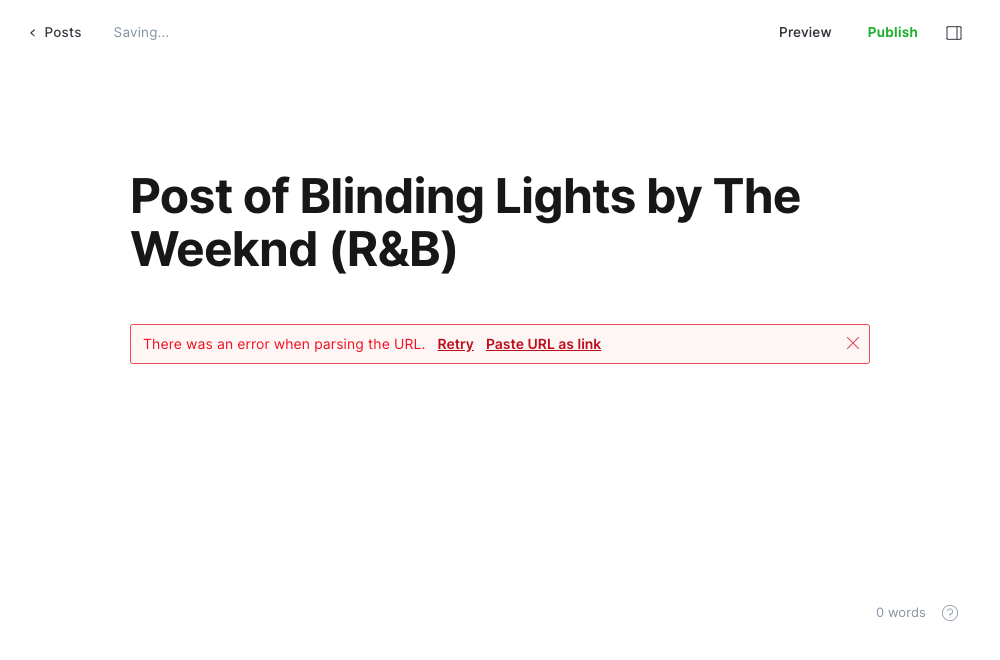 Posts
Saving...
Preview
Publish
Post of Blinding Lights by The
Weeknd (R&B)
There was an error when parsing the URL. Retry Paste URL as link
0 words
?